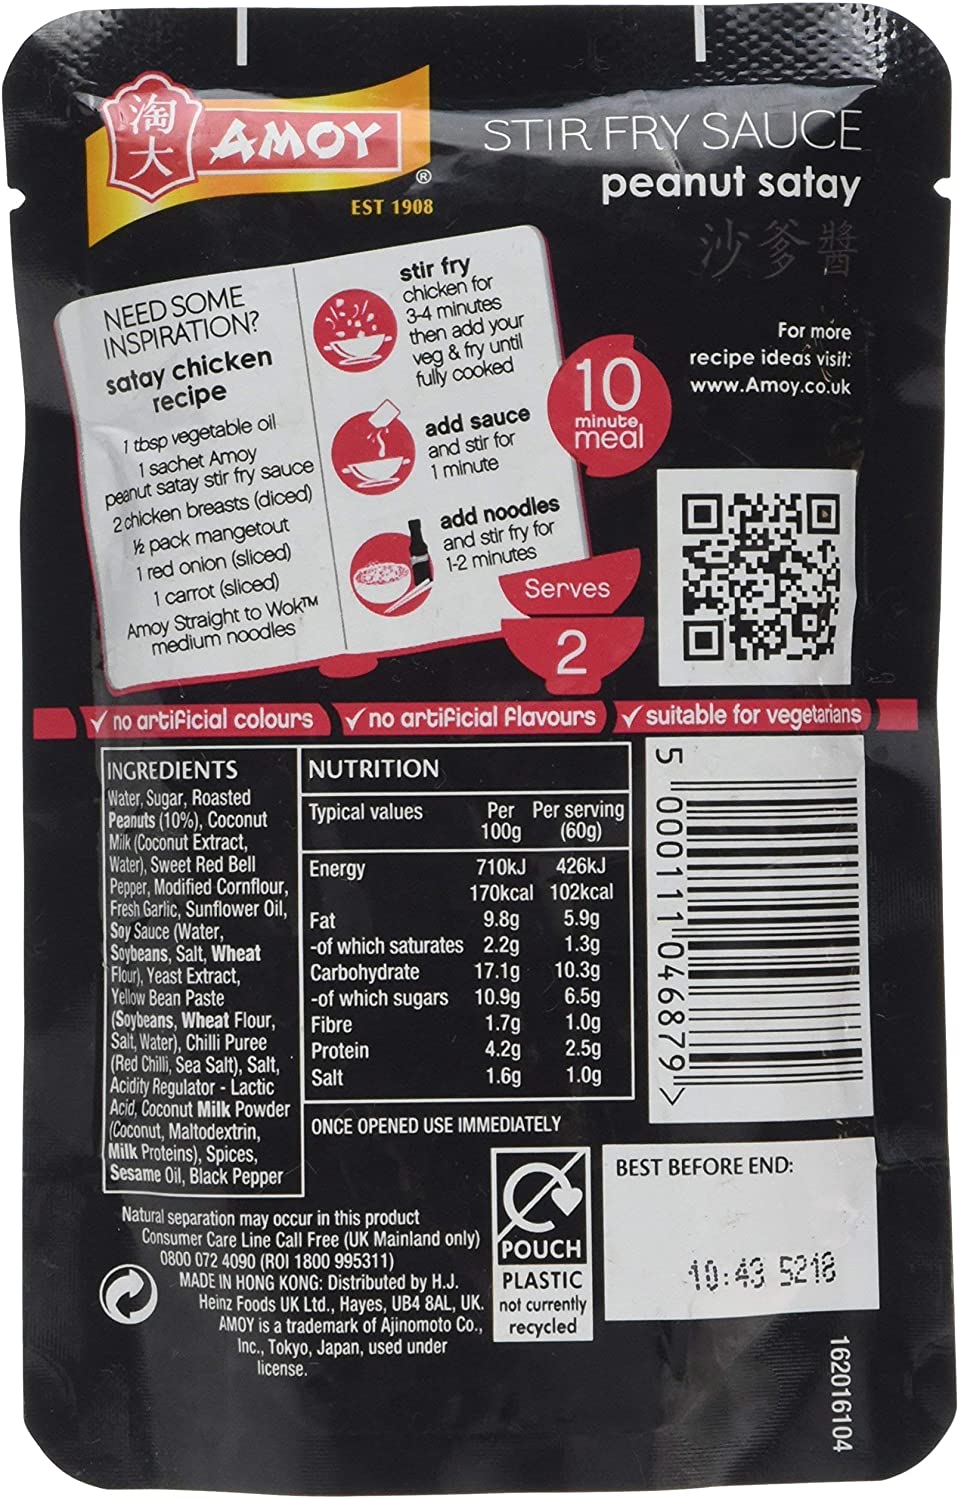 淘大
AMOY
®
EST 1908
STIR FRY SAUCE
peanut satay
沙爹醬
NEED SOME
INSPIRATION?
satay chicken
recipe
1 tbsp vegetable oil
1 sachet Amoy
peanut satay stir fry sauce
2 chicken breasts (diced)
½ pack mangetout
1 red onion (sliced)
1 carrot (sliced)
Amoy Straight to Wok™
medium noodles
stir fry
chicken for
3-4 minutes
then add your
veg & fry until
fully cooked
add sauce
and stir for
1 minute
add noodles
and stir fry for
1-2 minutes
10
minute
meal
Serves
2
For more
recipe ideas visit:
www.Amoy.co.uk
no artificial colours
no artificial flavours
suitable for vegetarians
INGREDIENTS
Water, Sugar, Roasted
Peanuts (10%), Coconut
Milk (Coconut Extract,
Water), Sweet Red Bell
Pepper, Modified Cornflour,
Fresh Garlic, Sunflower Oil,
Soy Sauce (Water,
Soybeans, Salt, Wheat
Flour), Yeast Extract,
Yellow Bean Paste
(Soybeans, Wheat Flour,
Salt, Water), Chilli Puree
(Red Chilli, Sea Salt), Salt,
Acidity Regulator - Lactic
Acid, Coconut Milk Powder
(Coconut, Maltodextrin,
Milk Proteins), Spices,
Sesame Oil, Black Pepper
NUTRITION
Typical values Per 100g Per serving (60g)
Energy 710kJ 426kJ
170kcal 102kcal
Fat 9.8g 5.9g
-of which saturates 2.2g 1.3g
Carbohydrate 17.1g 10.3g
-of which sugars 10.9g 6.5g
Fibre 1.7g 1.0g
Protein 4.2g 2.5g
Salt 1.6g 1.0g
ONCE OPENED USE IMMEDIATELY
5 000111 046879 >
Natural separation may occur in this product
Consumer Care Line Call Free (UK Mainland only)
0800 072 4090 (ROI 1800 995311)
MADE IN HONG KONG: Distributed by H.J.
Heinz Foods UK Ltd., Hayes, UB4 8AL, UK.
AMOY is a trademark of Ajinomoto Co.,
Inc., Tokyo, Japan, used under
license.
POUCH
PLASTIC
not currently
recycled
BEST BEFORE END:
10:43 5218
162016104